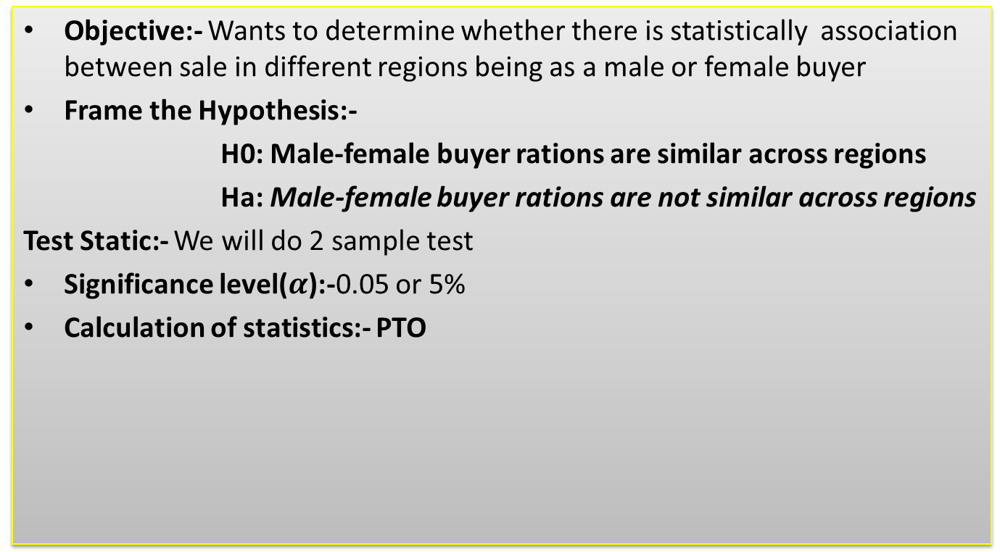 • Objective:- Wants to determine whether there is statistically  association
between sale in different regions being as a male or female buyer
• Frame the Hypothesis:-
H0: Male-female buyer rations are similar across regions
Ha: Male-female buyer rations are not similar across regions
Test Static:- We will do 2 sample test
• Significance level(α):-0.05 or 5%
• Calculation of statistics:- PTO